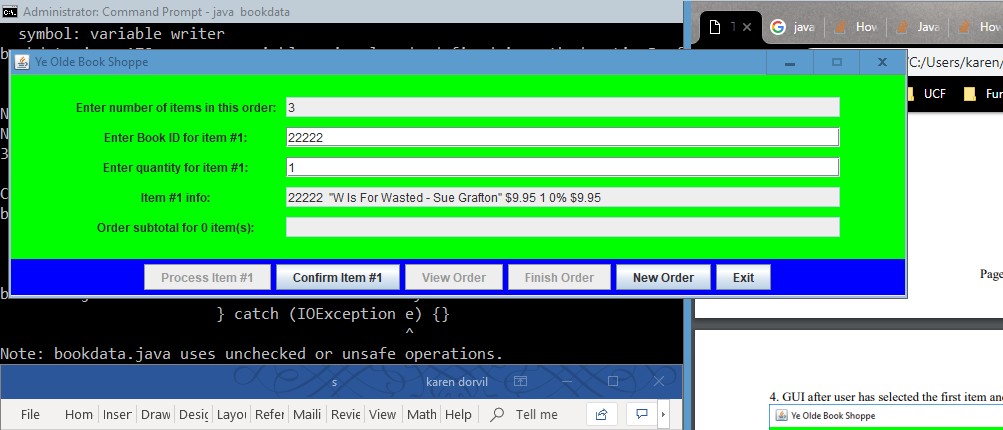 Administrator: Command Prompt - java  bookdata
symbol: variable writer
Ye Olde Book Shoppe
Enter number of items in this order: 3
Enter Book ID for item #1: 22222
Enter quantity for item #1: 1
Item #1 info: 22222  "W Is For Wasted - Sue Grafton" $9.95 1 0% $9.95
Order subtotal for 0 item(s):
Process Item #1 Confirm Item #1 View Order Finish Order New Order Exit
} catch (IOException e) {}
^
Note: bookdata.java uses unchecked or unsafe operations.
s karen dorvil
File Hom Inser Draw Desig Layou Refer Maili Revie View Math Help Tell me
java How Java How
/C:/Users/karen/
UCF Fur
Page
4. GUI after user has selected the first item and
Ye Olde Book Shoppe